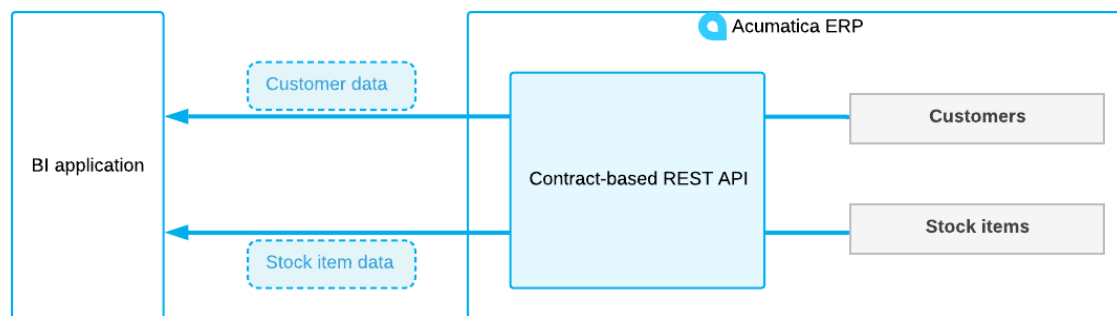 Acumatica ERP
Customer data
Customers
BI application
Contract-based REST API
Stock items
Stock item data